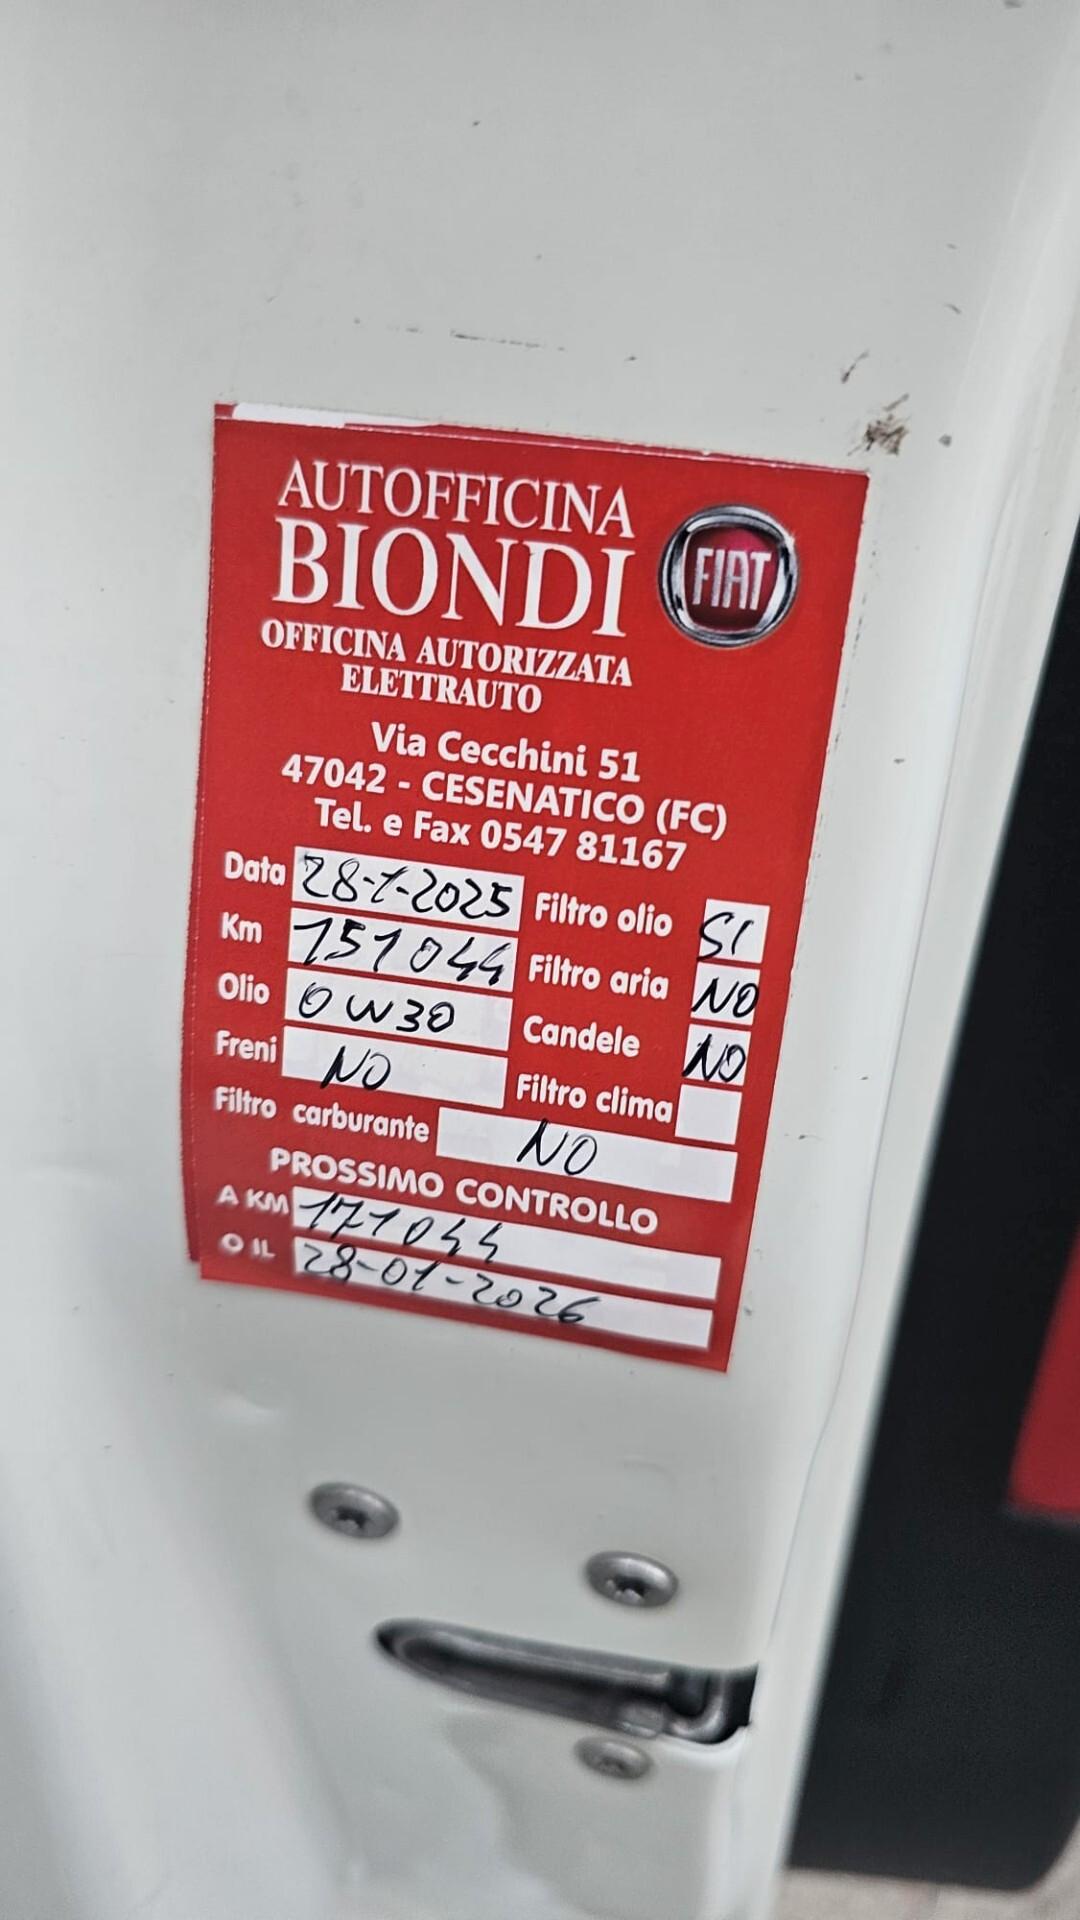 AUTOFFICINA
BIONDI
FIAT
OFFICINA AUTORIZZATA
ELETTRAUTO
Via Cecchini 51
47042 - CESENATICO (FC)
Tel. e Fax 0547 81167
Data 28-1-2025 Filtro olio SI
Km 151044 Filtro aria NO
Olio 0W30 Candele NO
Freni NO Filtro clima
Filtro carburante NO
PROSSIMO CONTROLLO
A KM 171044
O IL 28-01-2026